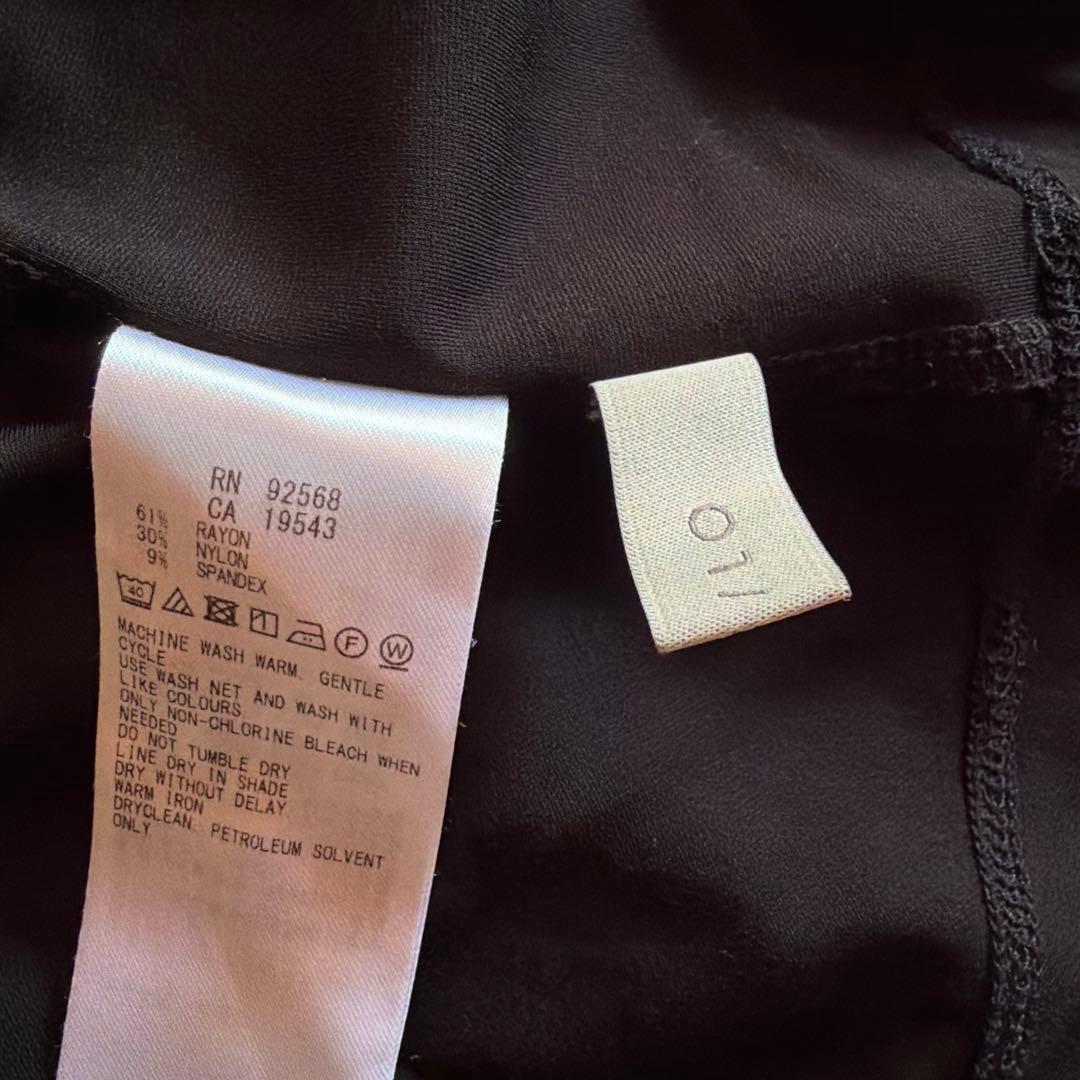 RN 92568
CA 19543
61% RAYON
30% NYLON
9% SPANDEX
40
F
W
MACHINE WASH WARM. GENTLE
CYCLE
USE WASH NET AND WASH WITH
LIKE COLOURS
ONLY NON-CHLORINE BLEACH WHEN
NEEDED
DO NOT TUMBLE DRY
LINE DRY IN SHADE
DRY WITHOUT DELAY
WARM IRON
DRYCLEAN. PETROLEUM SOLVENT
ONLY
ILO